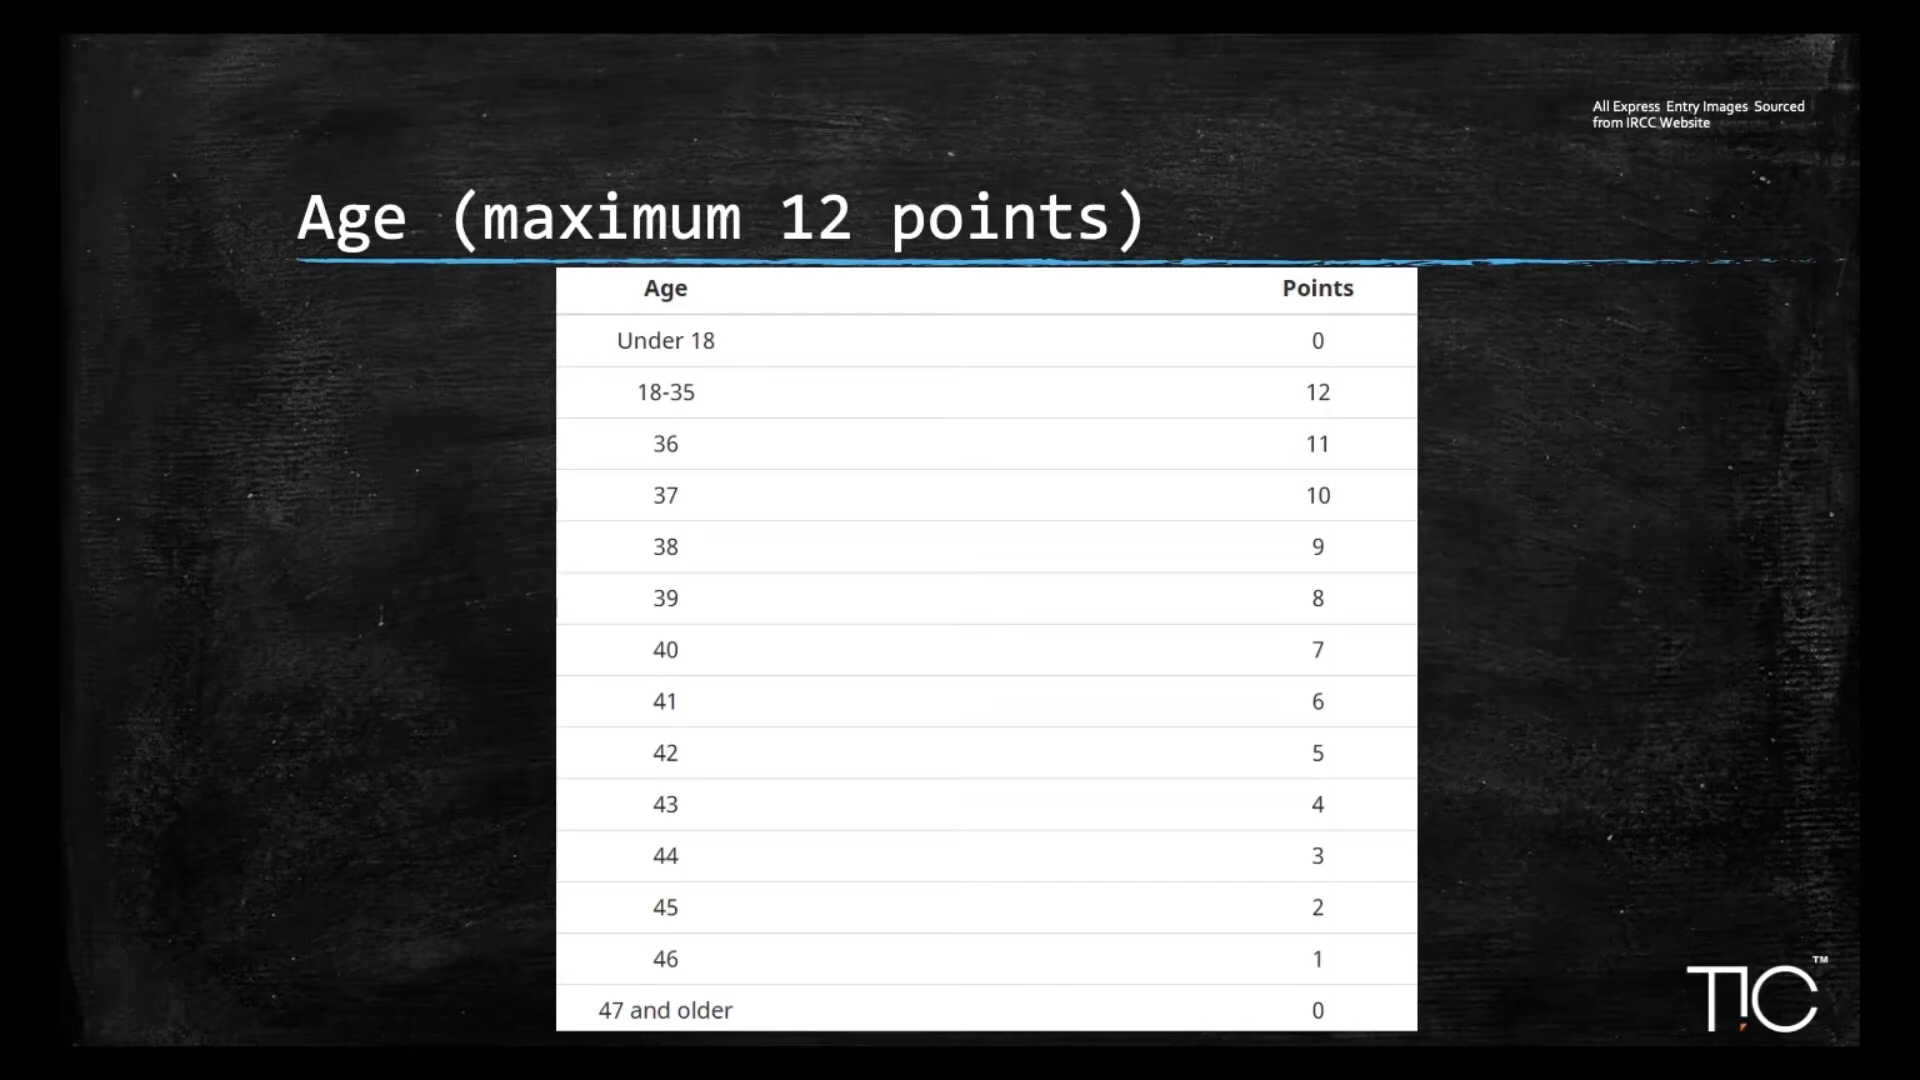 All Express Entry Images Sourced
from IRCC Website
Age (maximum 12 points)
Age Points
Under 18 0
18-35 12
36 11
37 10
38 9
39 8
40 7
41 6
42 5
43 4
44 3
45 2
46 1
47 and older 0
TIC™